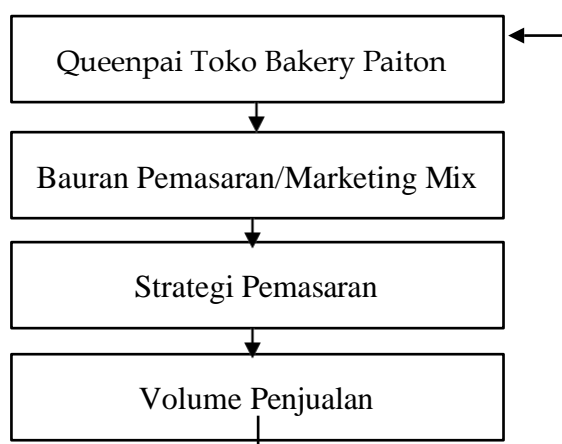 Queenpai Toko Bakery Paiton
Bauran Pemasaran/Marketing Mix
Strategi Pemasaran
Volume Penjualan